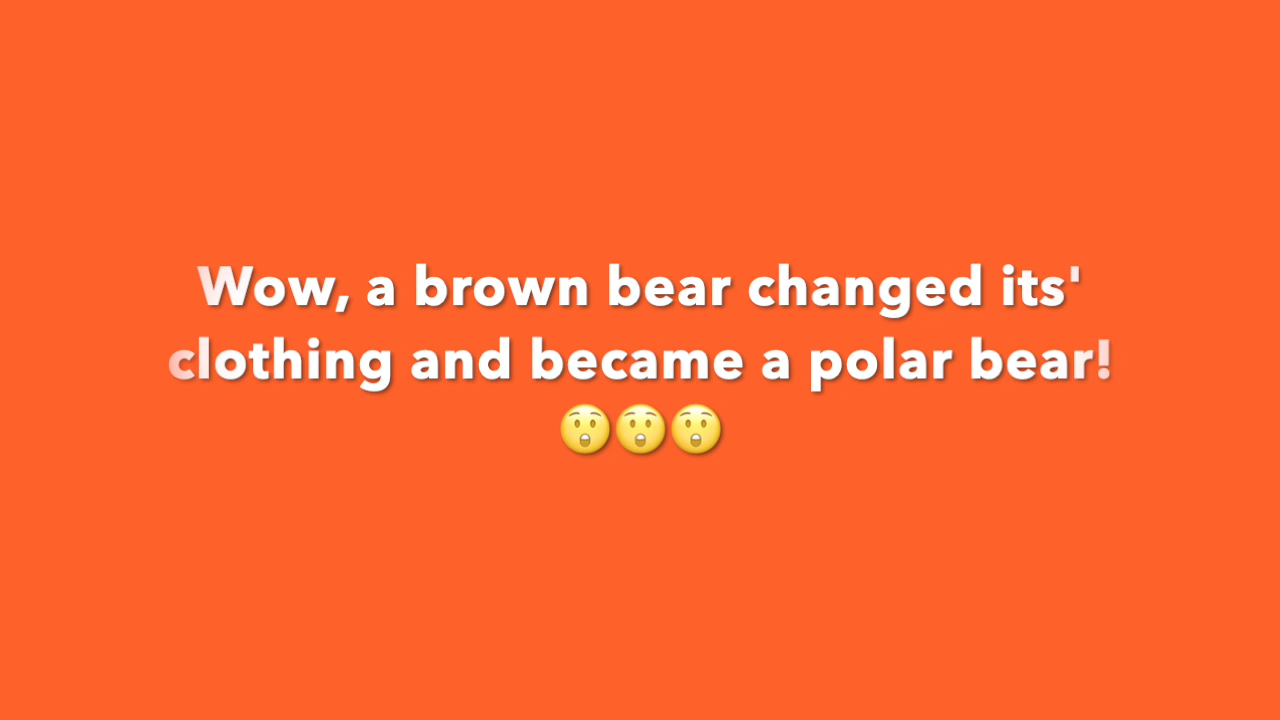 Wow, a brown bear changed its'
clothing and became a polar bear!
😲😲😲